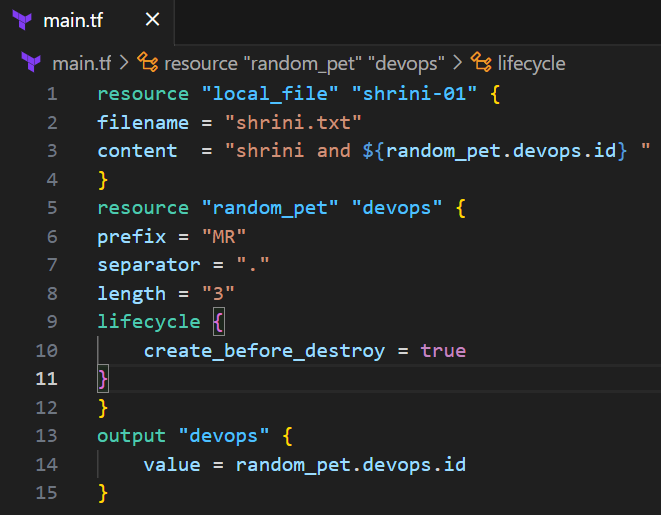 main.tf ×
main.tf > resource "random_pet" "devops" > lifecycle
1 resource "local_file" "shrini-01" {
2 filename = "shrini.txt"
3 content  = "shrini and ${random_pet.devops.id} "
4 }
5 resource "random_pet" "devops" {
6 prefix = "MR"
7 separator = "."
8 length = "3"
9 lifecycle {
10     create_before_destroy = true
11 }
12 }
13 output "devops" {
14     value = random_pet.devops.id
15 }